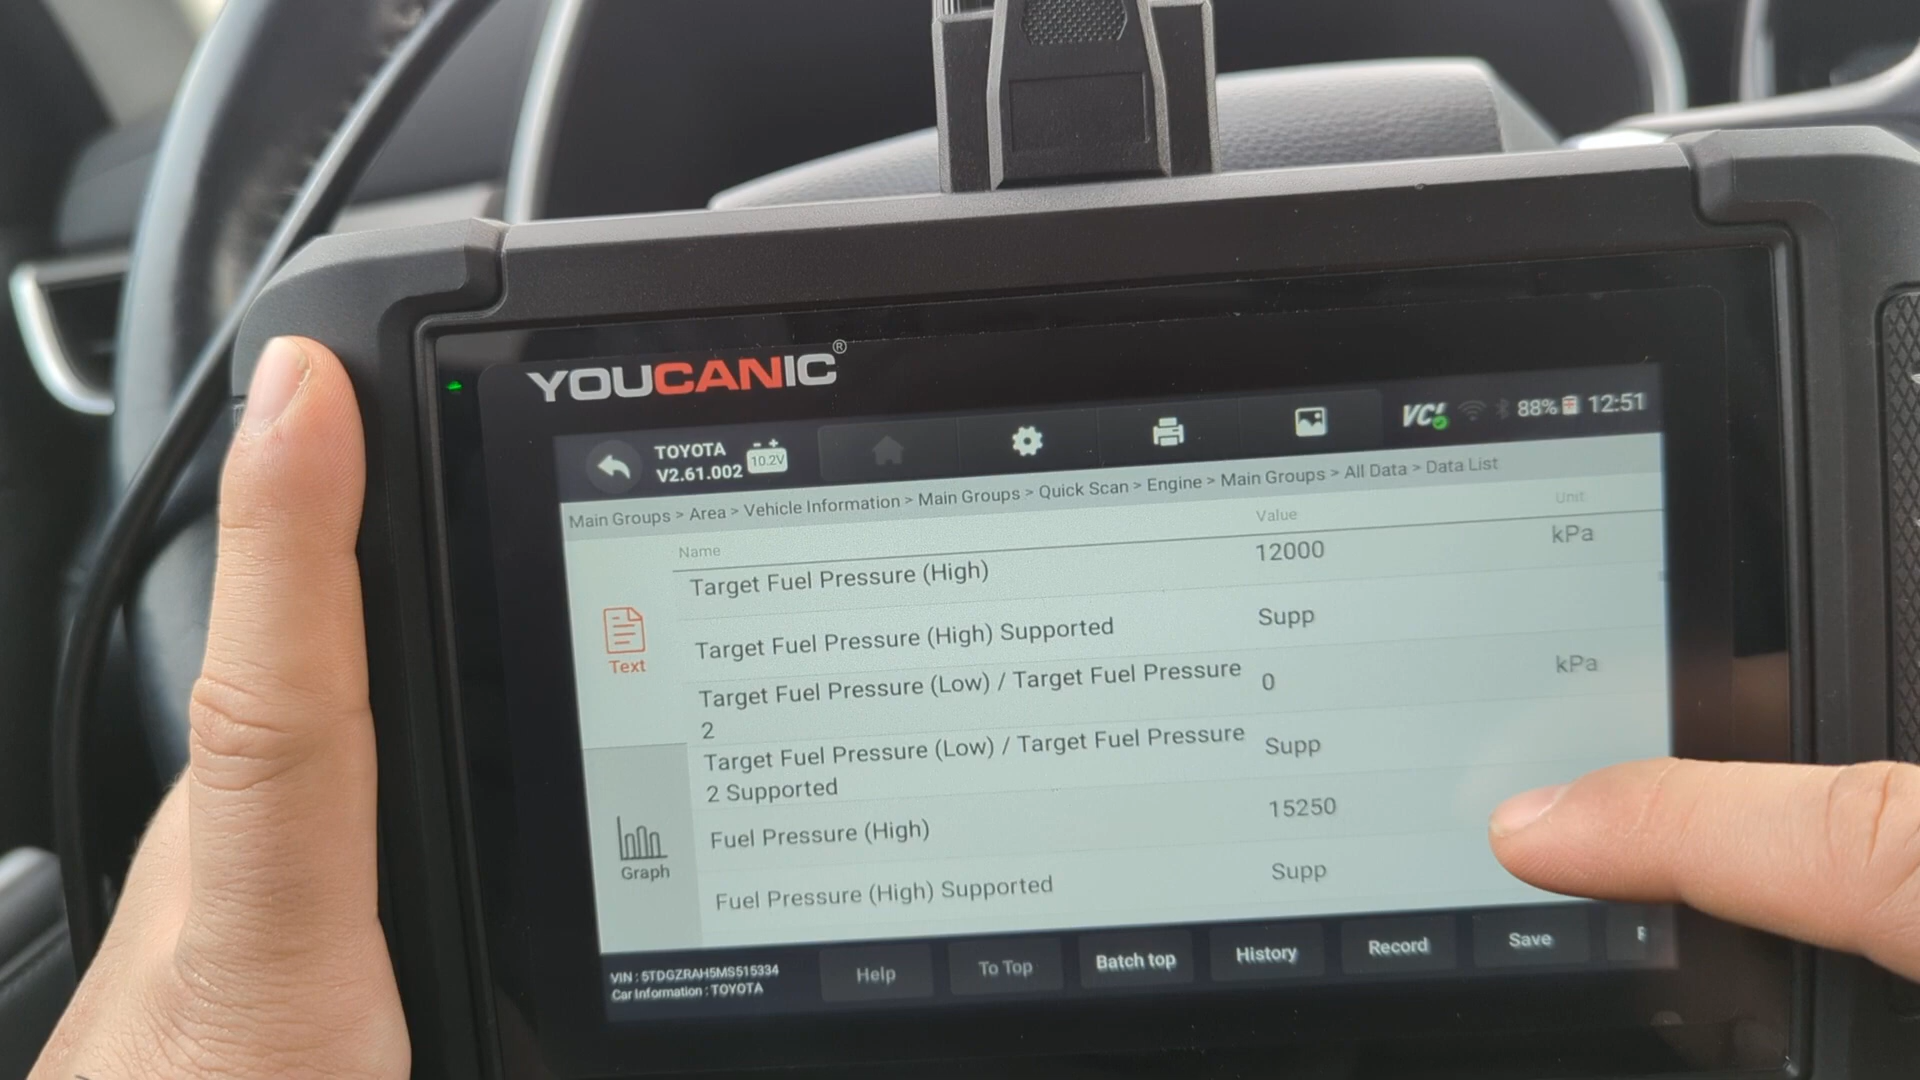 YOUCANIC®
TOYOTA
V2.61.002
10.2V
VCI
88%
12:51
Main Groups > Area > Vehicle Information > Main Groups > Quick Scan > Engine > Main Groups > All Data > Data List
Name Value Unit
Target Fuel Pressure (High) 12000 kPa
Target Fuel Pressure (High) Supported Supp
Target Fuel Pressure (Low) / Target Fuel Pressure 0 kPa
2
Target Fuel Pressure (Low) / Target Fuel Pressure Supp
2 Supported
Fuel Pressure (High) 15250
Fuel Pressure (High) Supported Supp
Text
Graph
VIN : 5TDGZRAH5MS515334
Car Information : TOYOTA
Help To Top Batch top History Record Save